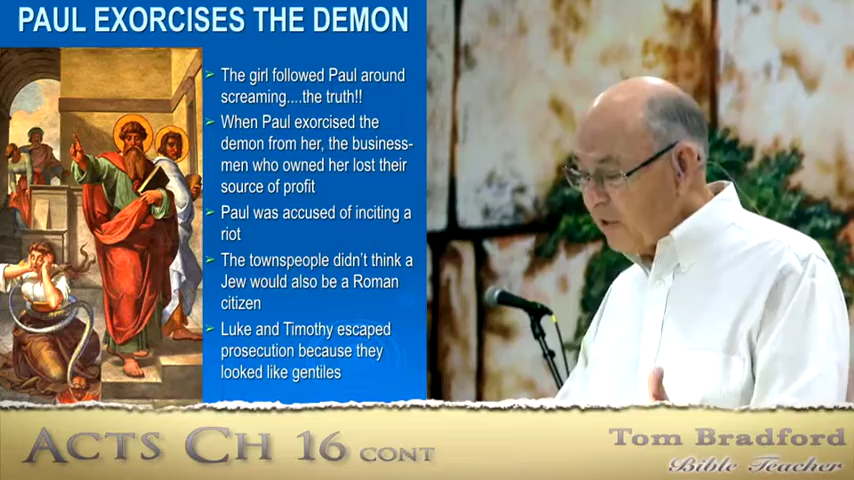 PAUL EXORCISES THE DEMON
➢ The girl followed Paul around
screaming....the truth!!
➢ When Paul exorcised the
demon from her, the business-
men who owned her lost their
source of profit
➢ Paul was accused of inciting a
riot
➢ The townspeople didn't think a
Jew would also be a Roman
citizen
➢ Luke and Timothy escaped
prosecution because they
looked like gentiles
ACTS CH 16 CONT
Tom Bradford
Bible Teacher